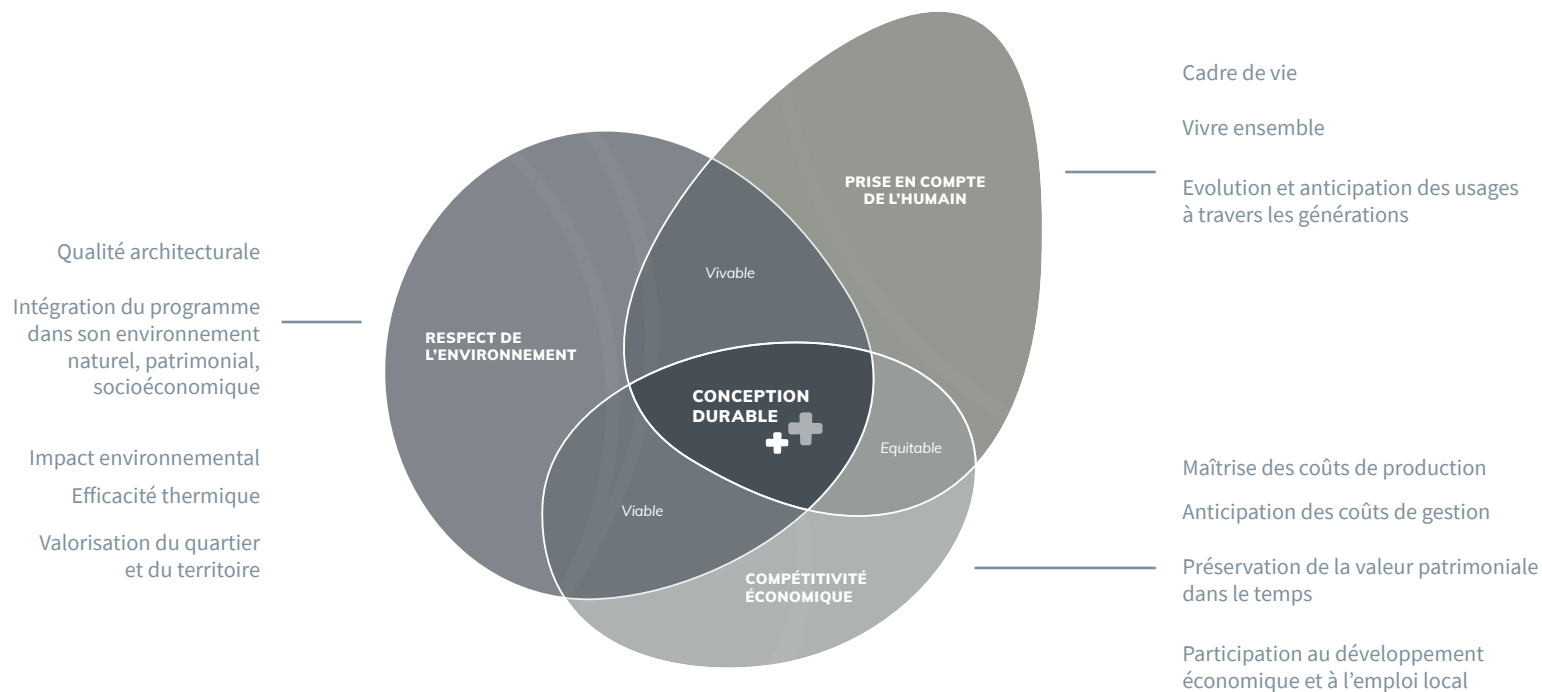 Qualité architecturale
Intégration du programme
dans son environnement
naturel, patrimonial,
socioéconomique
Impact environnemental
Efficacité thermique
Valorisation du quartier
et du territoire
RESPECT DE
L'ENVIRONNEMENT
Vivable
PRISE EN COMPTE
DE L'HUMAIN
CONCEPTION
DURABLE
Equitable
Viable
COMPÉTITIVITÉ
ÉCONOMIQUE
Cadre de vie
Vivre ensemble
Evolution et anticipation des usages
à travers les générations
Maîtrise des coûts de production
Anticipation des coûts de gestion
Préservation de la valeur patrimoniale
dans le temps
Participation au développement
économique et à l'emploi local